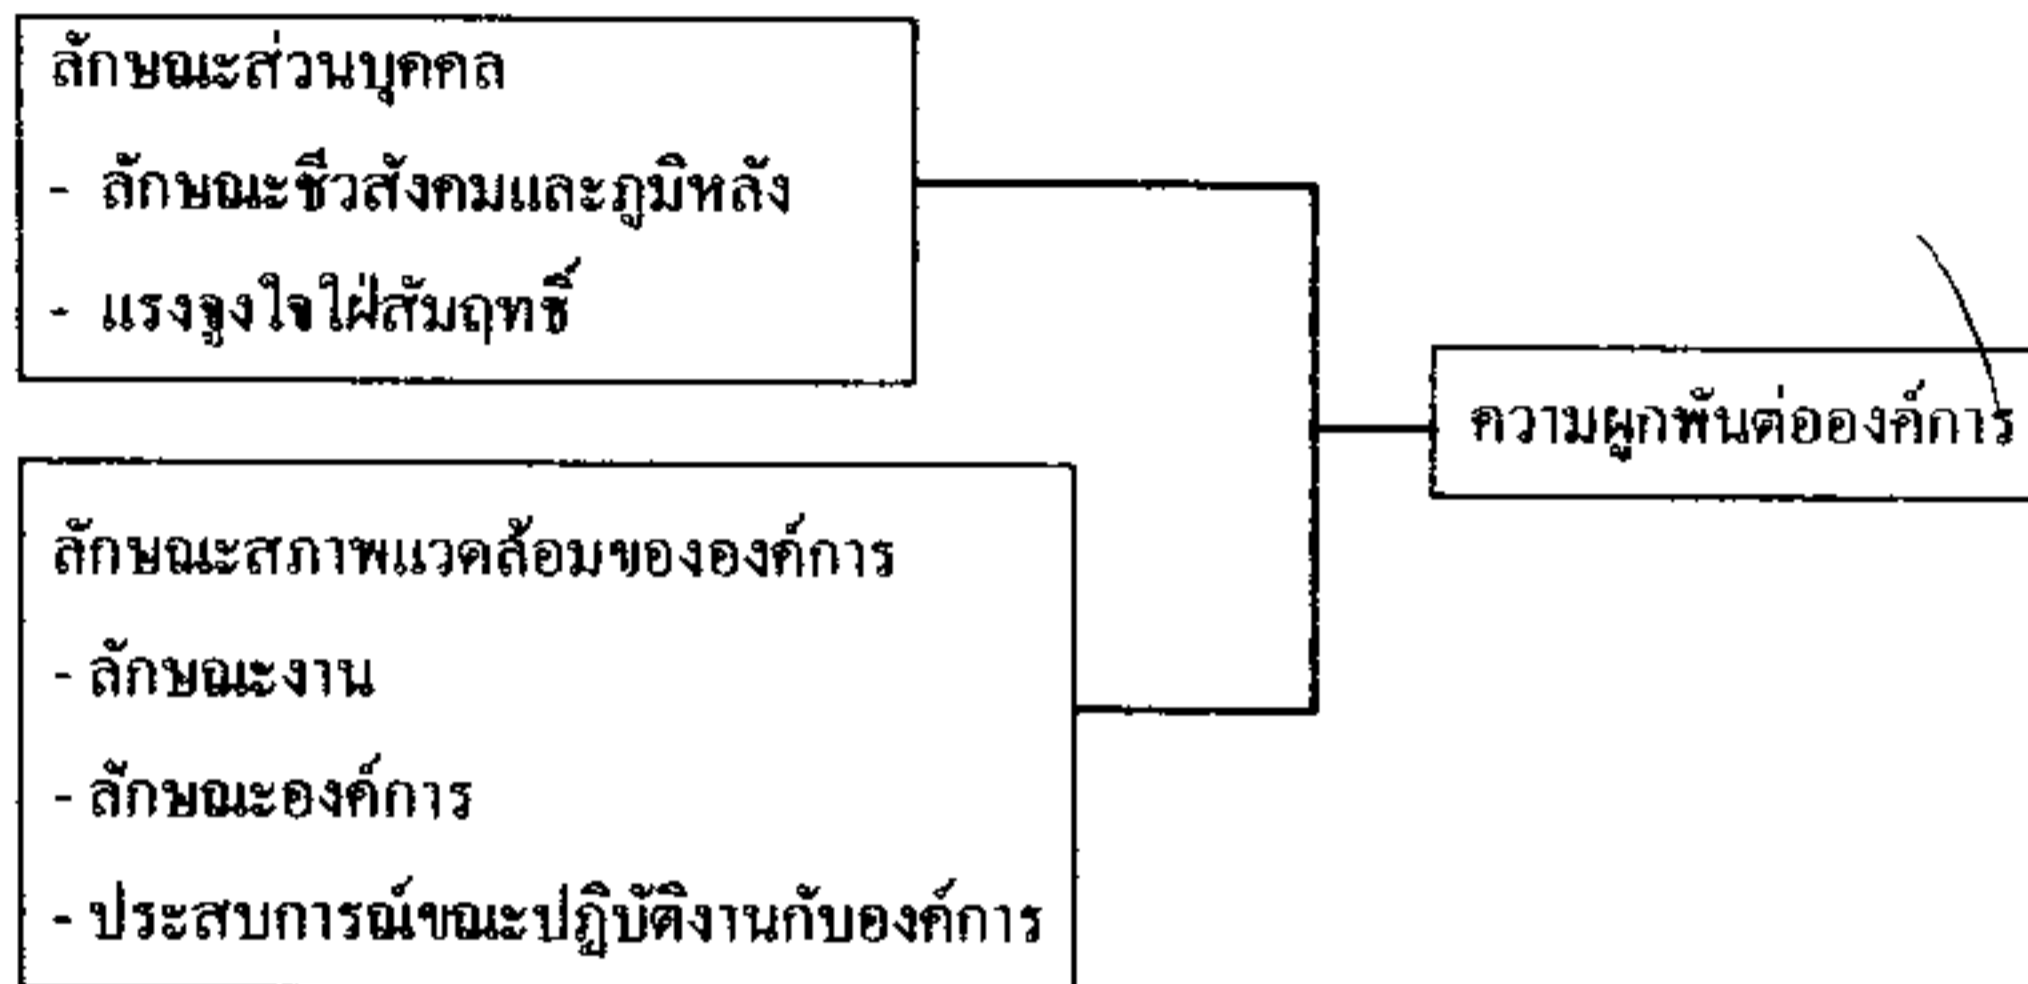 ลักษณะส่วนบุคคล
- ลักษณะชีวสังคมและภูมิหลัง
- แรงจูงใจใฝ่สัมฤทธิ์
ความผูกพันต่อองค์การ
ลักษณะสภาพแวดล้อมขององค์การ
- ลักษณะงาน
- ลักษณะองค์การ
- ประสบการณ์ขณะปฏิบัติงานกับองค์การ